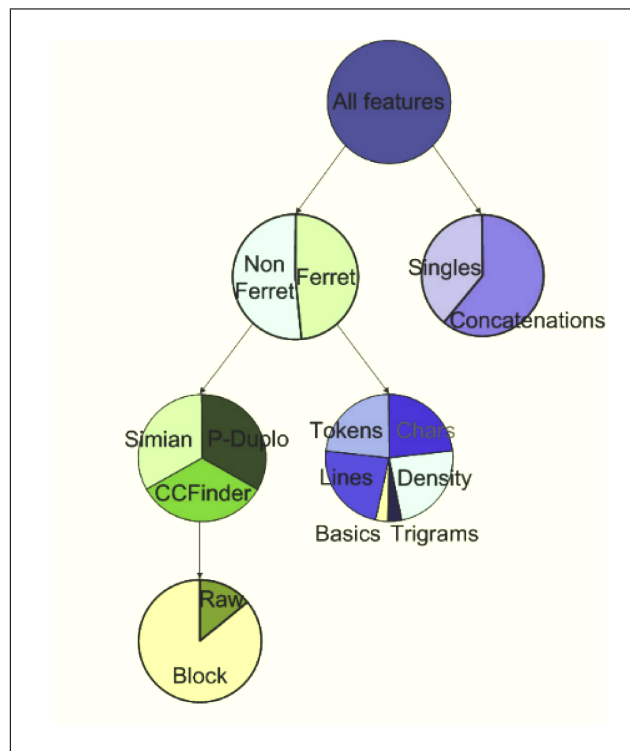 All features
Non
Ferret
Ferret
Singles
Concatenations
Simian
P-Duplo
CCFinder
Tokens
Chars
Lines
Density
Basics
Trigrams
Raw
Block